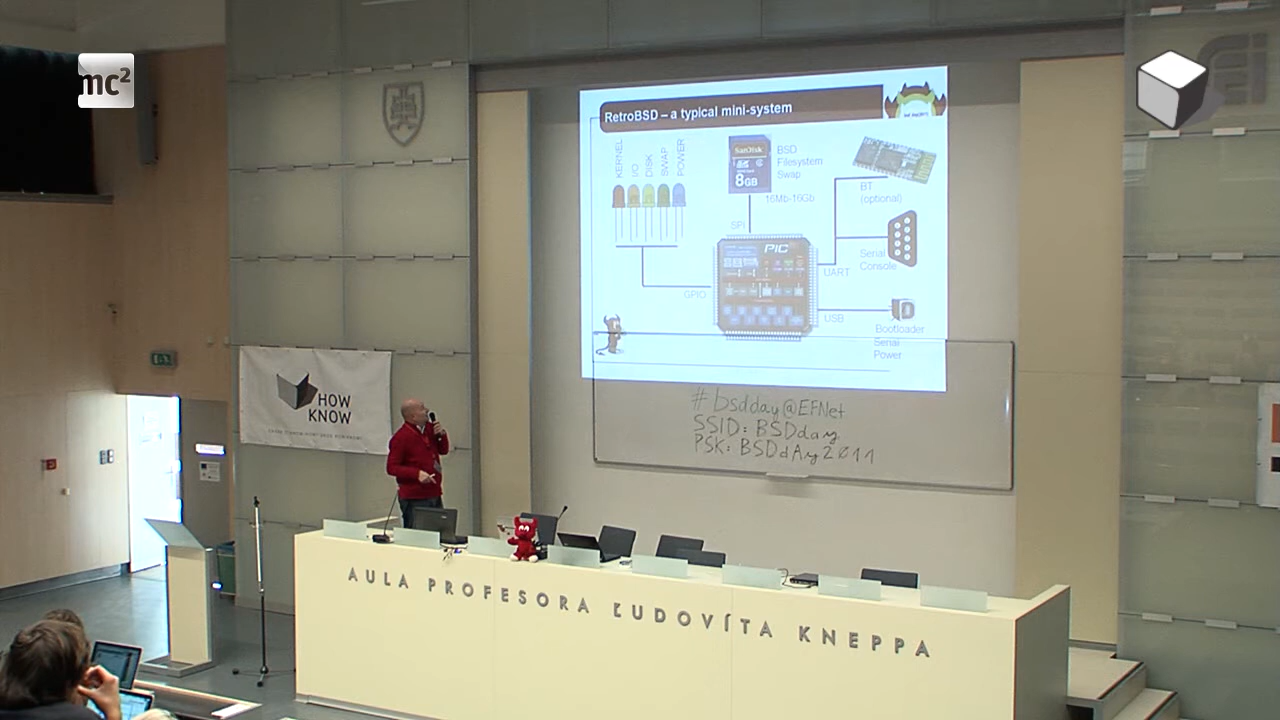 mc²
RetroBSD – a typical mini-system
KERNEL
I/O
DISK
SWAP
POWER
SanDisk
8GB
BSD
Filesystem
Swap
16Mb-16Gb
SPI
BT
(optional)
PIC
Serial
Console
UART
GPIO
USB
Bootloader
Serial
Power
HOW
KNOW
#bsdday@EFNet
SSID: BSDday
PSK: BSDdAy2011
AULA PROFESORA ĽUDOVÍTA KNEPPA